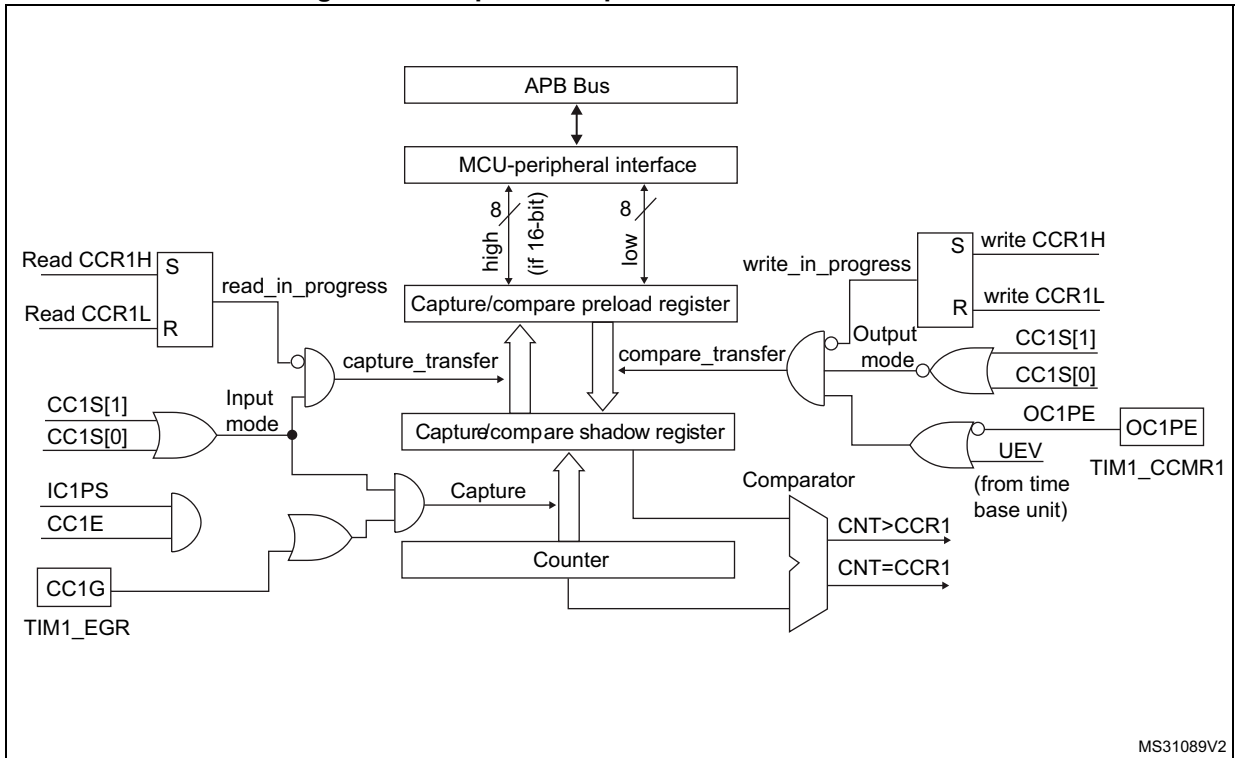 APB Bus
MCU-peripheral interface
8
high
(if 16-bit)
8
low
Read CCR1H
S
read_in_progress
Read CCR1L
R
write_in_progress
S
write CCR1H
R
write CCR1L
Capture/compare preload register
capture_transfer
compare_transfer
Output
mode
CC1S[1]
CC1S[0]
CC1S[1]
CC1S[0]
Input
mode
Capture/compare shadow register
OC1PE
OC1PE
UEV
TIM1_CCMR1
(from time
base unit)
IC1PS
CC1E
Capture
Comparator
CNT>CCR1
CNT=CCR1
Counter
CC1G
TIM1_EGR
MS31089V2